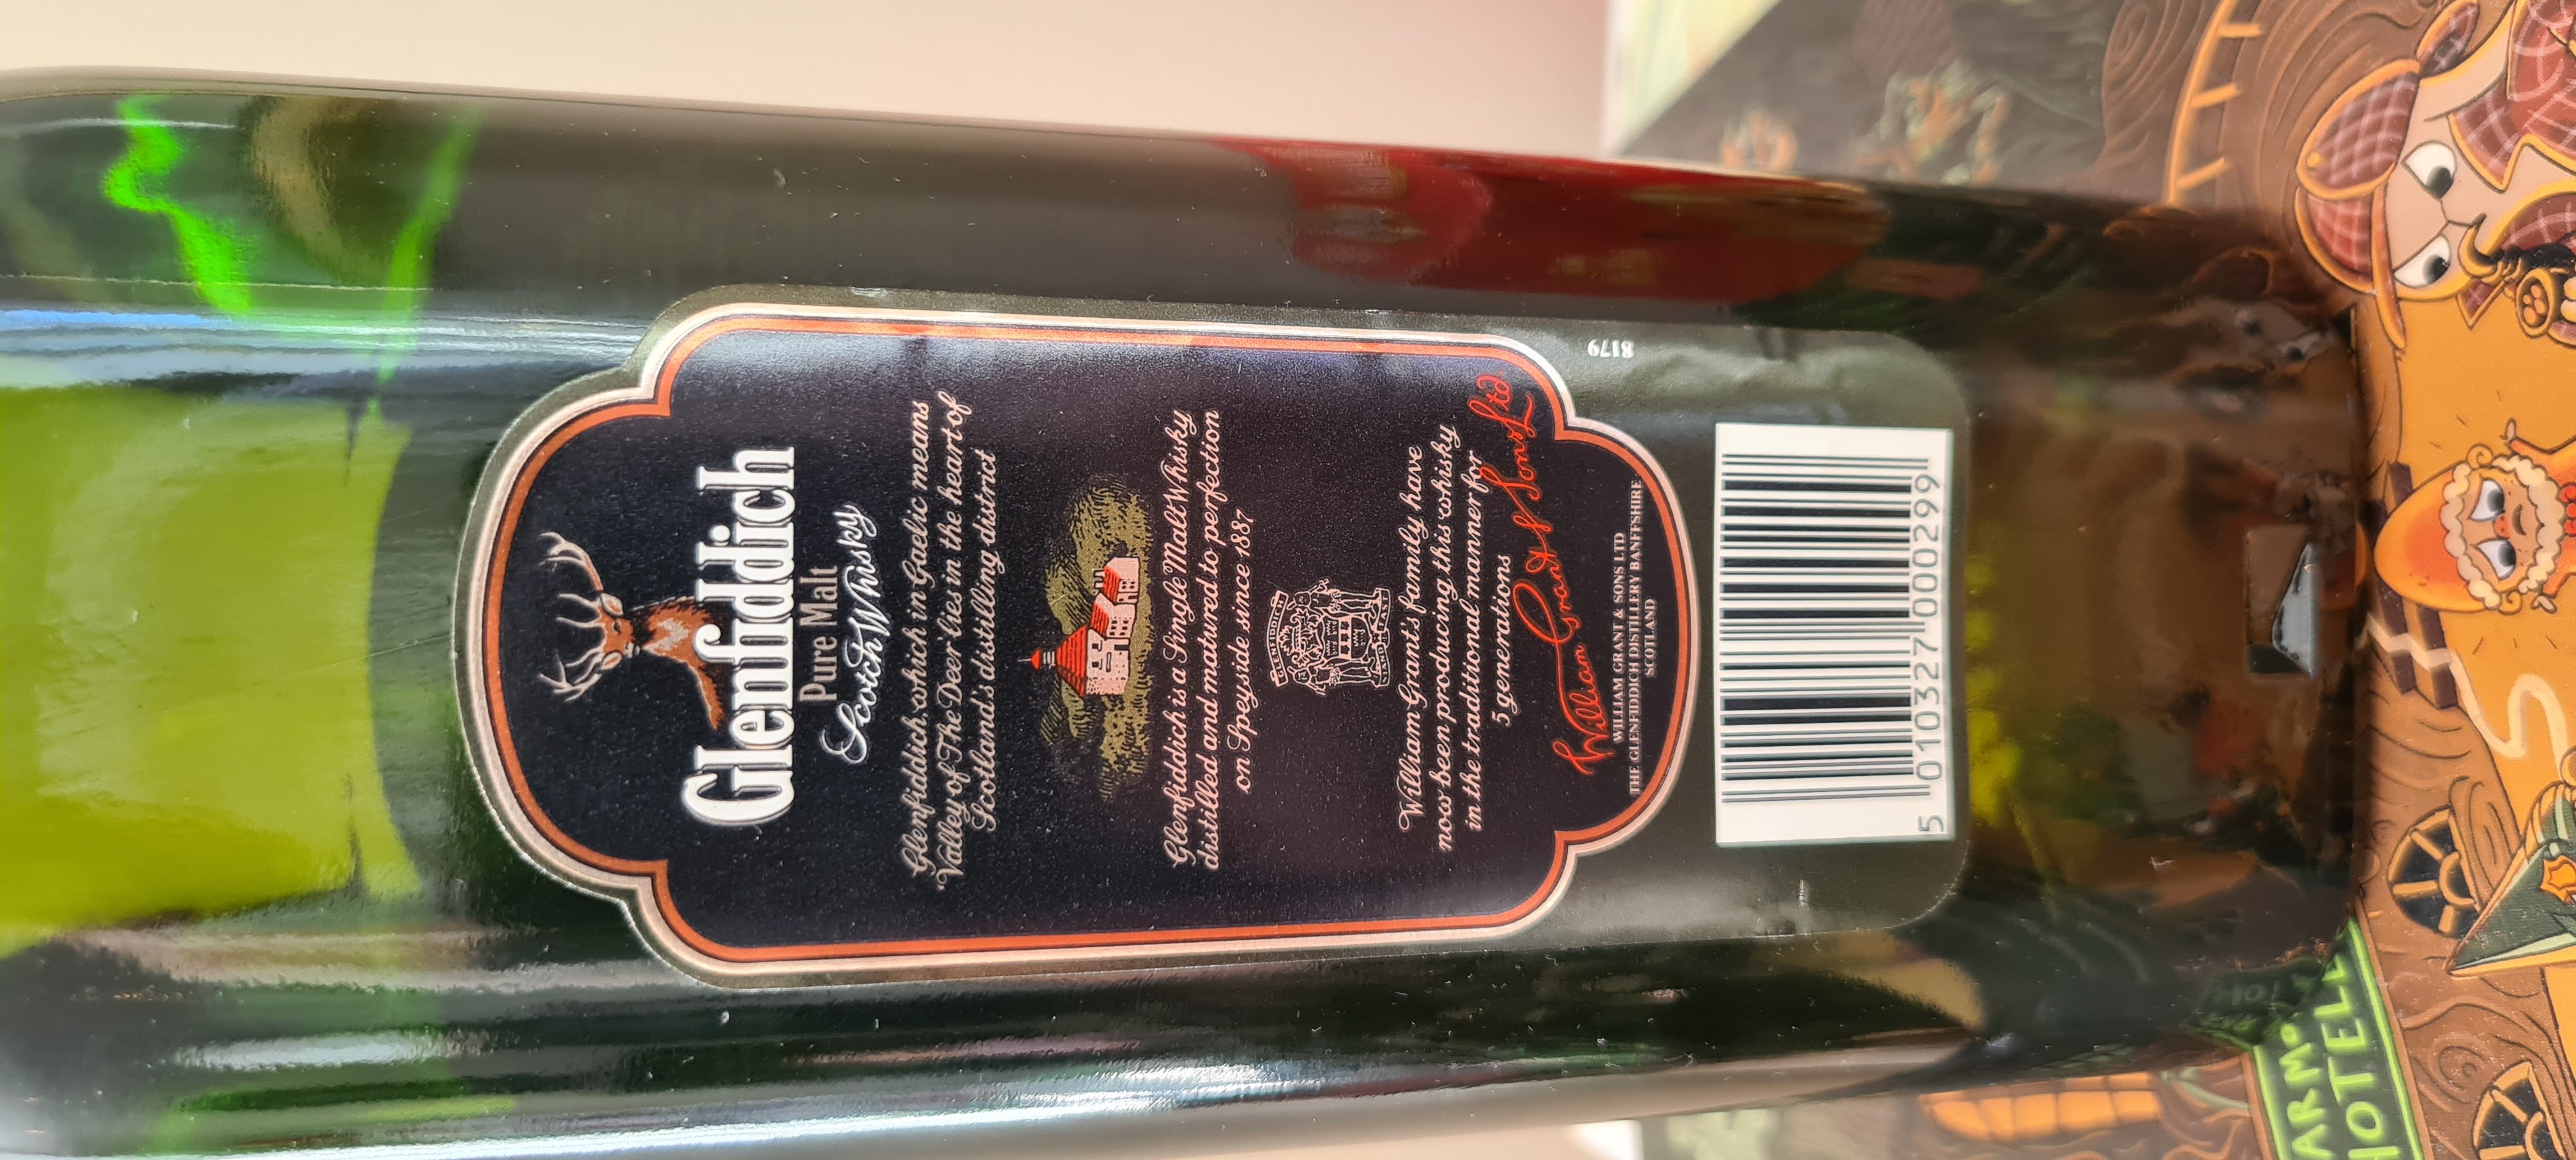 Glenfiddich
Pure Malt
Scotch Whisky
Glenfiddich which in Gaelic means
'Valley of The Deer' lies in the heart of
Scotland's distilling district
Glenfiddich is a Single Malt Whisky
distilled and matured to perfection
on Speyside since 1887
William Grant's family have
now been producing this whisky
in the traditional manner for
5 generations
William Grant & Sons Ltd.
WILLIAM GRANT & SONS LTD
THE GLENFIDDICH DISTILLERY BANFFSHIRE
SCOTLAND
8179
5 010327 000299
HOTEL